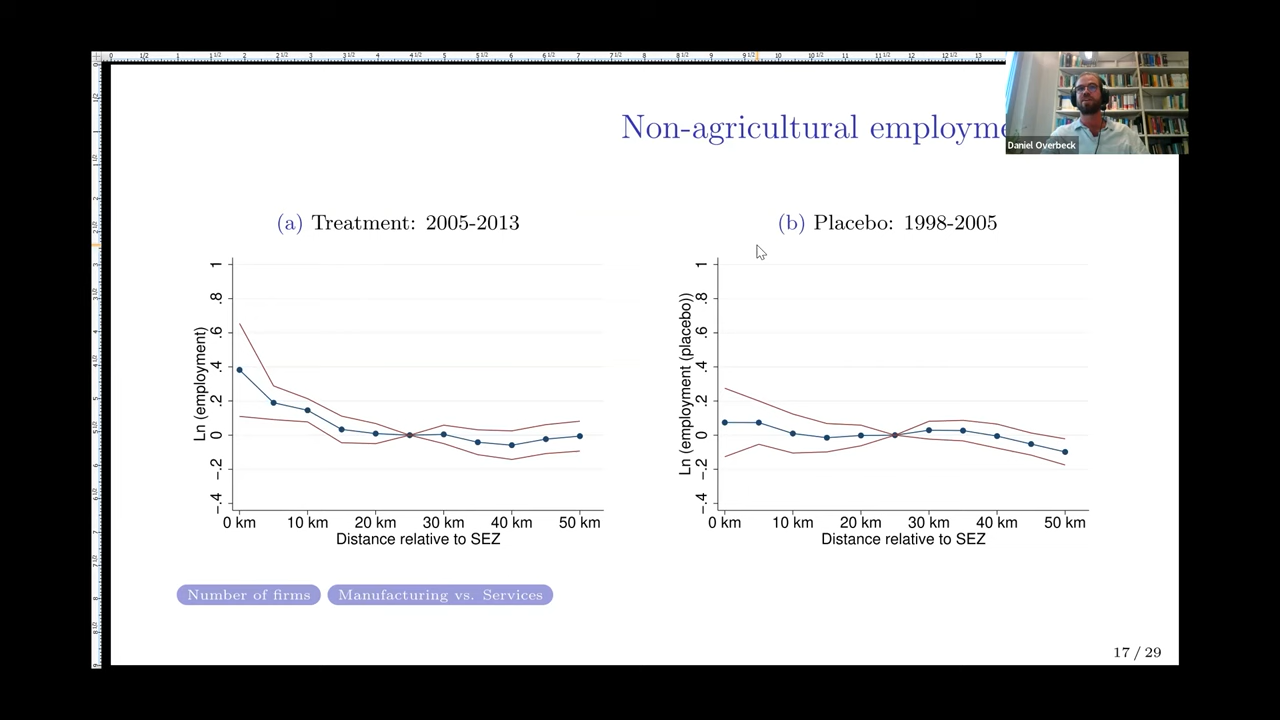 Non-agricultural employme
Daniel Overbeck
(a) Treatment: 2005-2013
Ln (employment)
1
.8
.6
.4
.2
0
-.2
-.4
0 km 10 km 20 km 30 km 40 km 50 km
Distance relative to SEZ
(b) Placebo: 1998-2005
Ln (employment (placebo))
1
.8
.6
.4
.2
0
-.2
-.4
0 km 10 km 20 km 30 km 40 km 50 km
Distance relative to SEZ
Number of firms
Manufacturing vs. Services
17 / 29